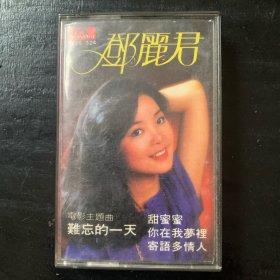 鄧麗君
電影主題曲
難忘的一天
甜蜜蜜
你在我夢裡
寄語多情人